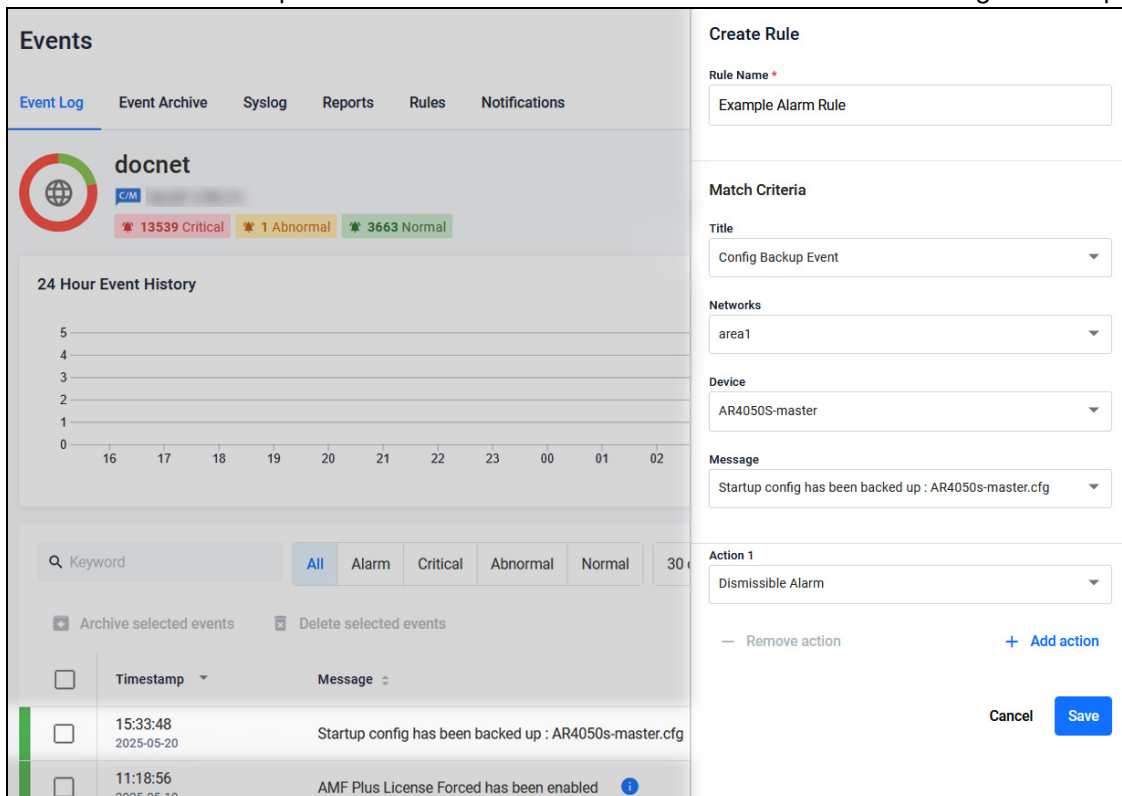 Events
Event Log Event Archive Syslog Reports Rules Notifications
docnet
C/M
13539 Critical 1 Abnormal 3663 Normal
24 Hour Event History
5
4
3
2
1
0
16 17 18 19 20 21 22 23 00 01 02
Keyword
All Alarm Critical Abnormal Normal 30
Archive selected events Delete selected events
Timestamp Message
15:33:48
2025-05-20
Startup config has been backed up : AR4050s-master.cfg
11:18:56
AMF Plus License Forced has been enabled
Create Rule
Rule Name *
Example Alarm Rule
Match Criteria
Title
Config Backup Event
Networks
area1
Device
AR4050S-master
Message
Startup config has been backed up : AR4050s-master.cfg
Action 1
Dismissible Alarm
Remove action + Add action
Cancel Save